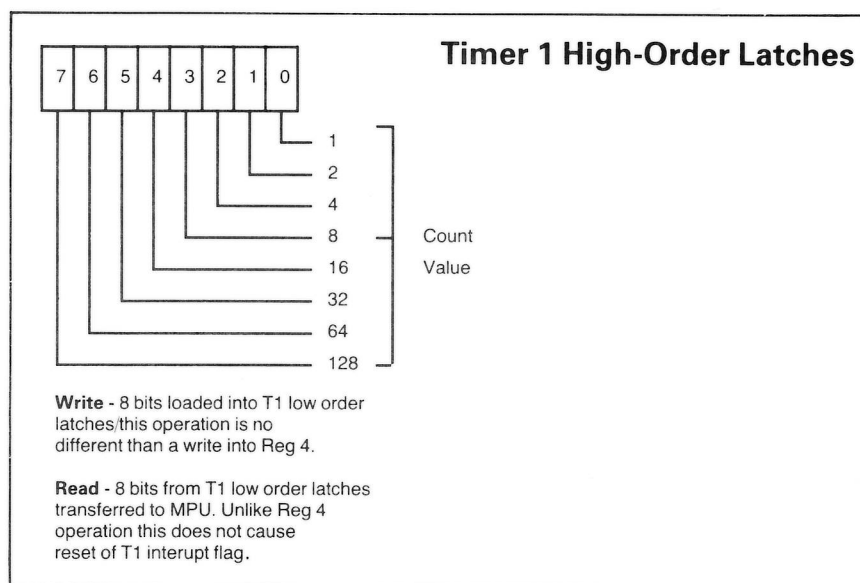 Timer 1 High-Order Latches
7 6 5 4 3 2 1 0
1
2
4
8
Count
16
Value
32
64
128
Write - 8 bits loaded into T1 low order
latches/this operation is no
different than a write into Reg 4.
Read - 8 bits from T1 low order latches
transferred to MPU. Unlike Reg 4
operation this does not cause
reset of T1 interupt flag.